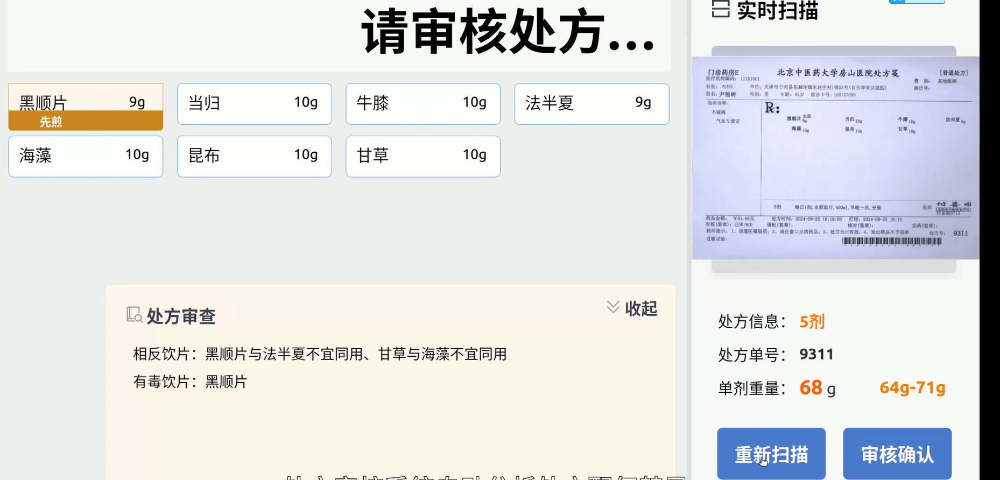 请审核处方...
黑顺片 9g
先煎
当归 10g
牛膝 10g
法半夏 9g
海藻 10g
昆布 10g
甘草 10g
处方审查
收起
相反饮片：黑顺片与法半夏不宜同用、甘草与海藻不宜同用
有毒饮片：黑顺片
实时扫描
门诊药房E
北京中医药大学房山医院处方笺
[普通处方]
医疗机构编码：11151001
费 别： 其他报销
科别：内科E 单位：天津市宁河县东棘坨镇东赵庄村1排25号(自天津来京就医) 病历号：
姓名：尹德树 性别：男 年龄：45岁 就诊卡号：100157088
临床诊断：
不寐病
气血亏虚证
R:
黑顺片 先煎 9g 当归 10g 牛膝 10g 法半夏 9g
海藻 10g 昆布 10g 甘草 10g
5剂 每日1剂,水煎取汁,400ml,早晚一次,分服 医师
药品金额： ￥81.68元 处方时间：2024-09-25 16:18:00 打印：2024-09-25 16:19
审核(签章)：已审(80) 调配(签章)： 核对(签章)： 发药(签章)：
药师提示：1、请遵医嘱服药；2、请在窗口点清药品；3、处方当日有效；4、发出药品不予退换 处方号： 9311
过敏试验：
处方信息： 5剂
处方单号： 9311
单剂重量： 68 g 64g-71g
重新扫描
审核确认